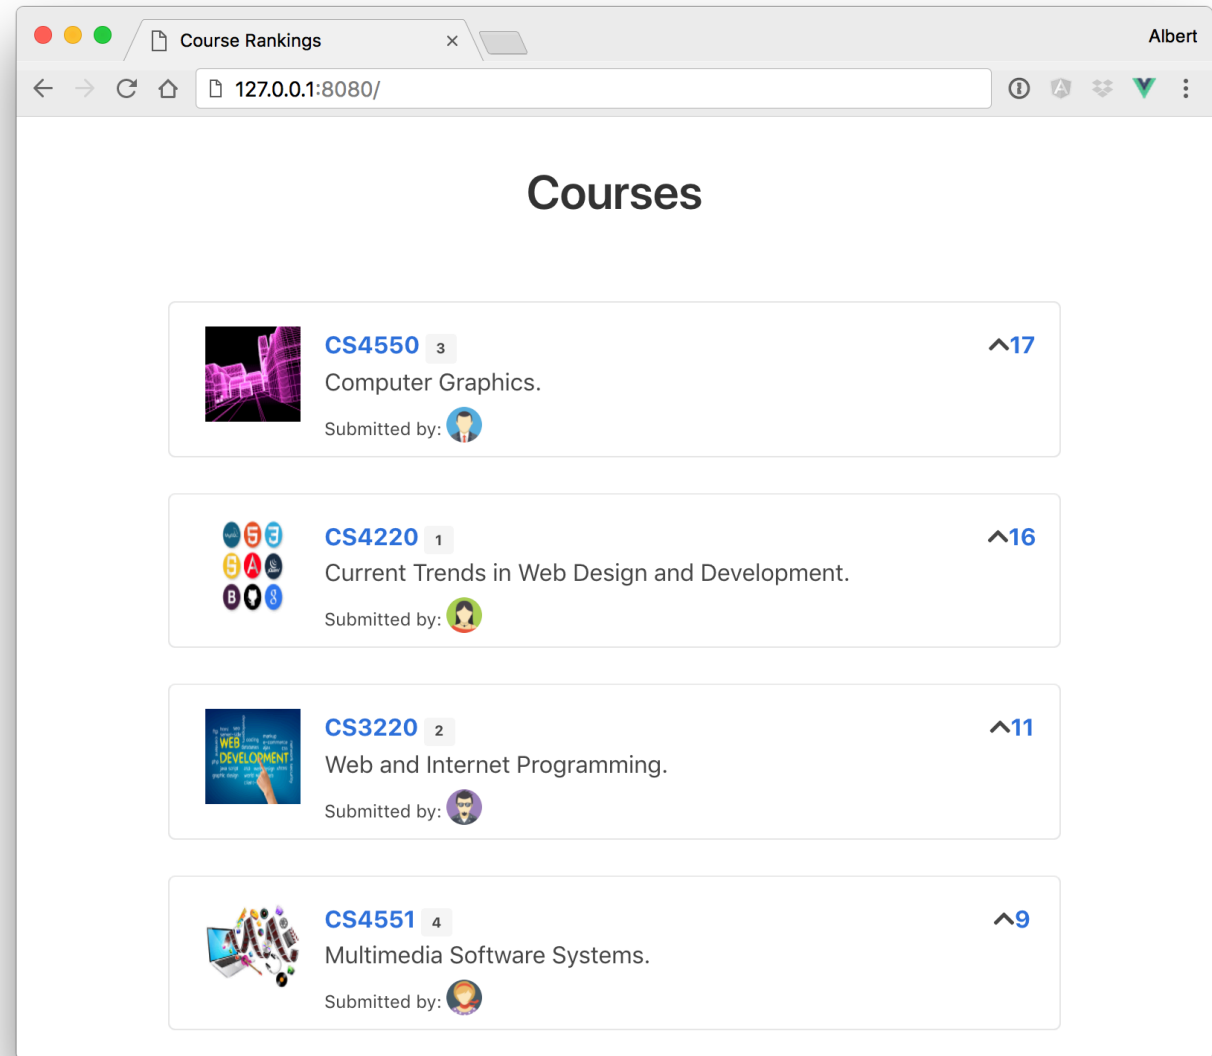 Course Rankings
Albert
127.0.0.1:8080/
Courses
CS4550 3
17
Computer Graphics.
Submitted by:
CS4220 1
16
Current Trends in Web Design and Development.
Submitted by:
CS3220 2
11
WEB
DEVELOPMENT
Web and Internet Programming.
Submitted by:
CS4551 4
9
Multimedia Software Systems.
Submitted by: